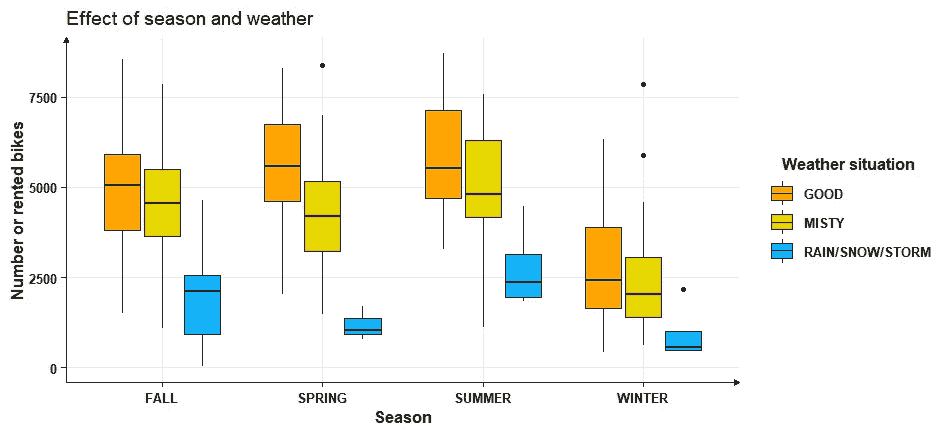 Effect of season and weather
Number or rented bikes
7500
5000
2500
0
FALL
SPRING
SUMMER
WINTER
Season
Weather situation
GOOD
MISTY
RAIN/SNOW/STORM